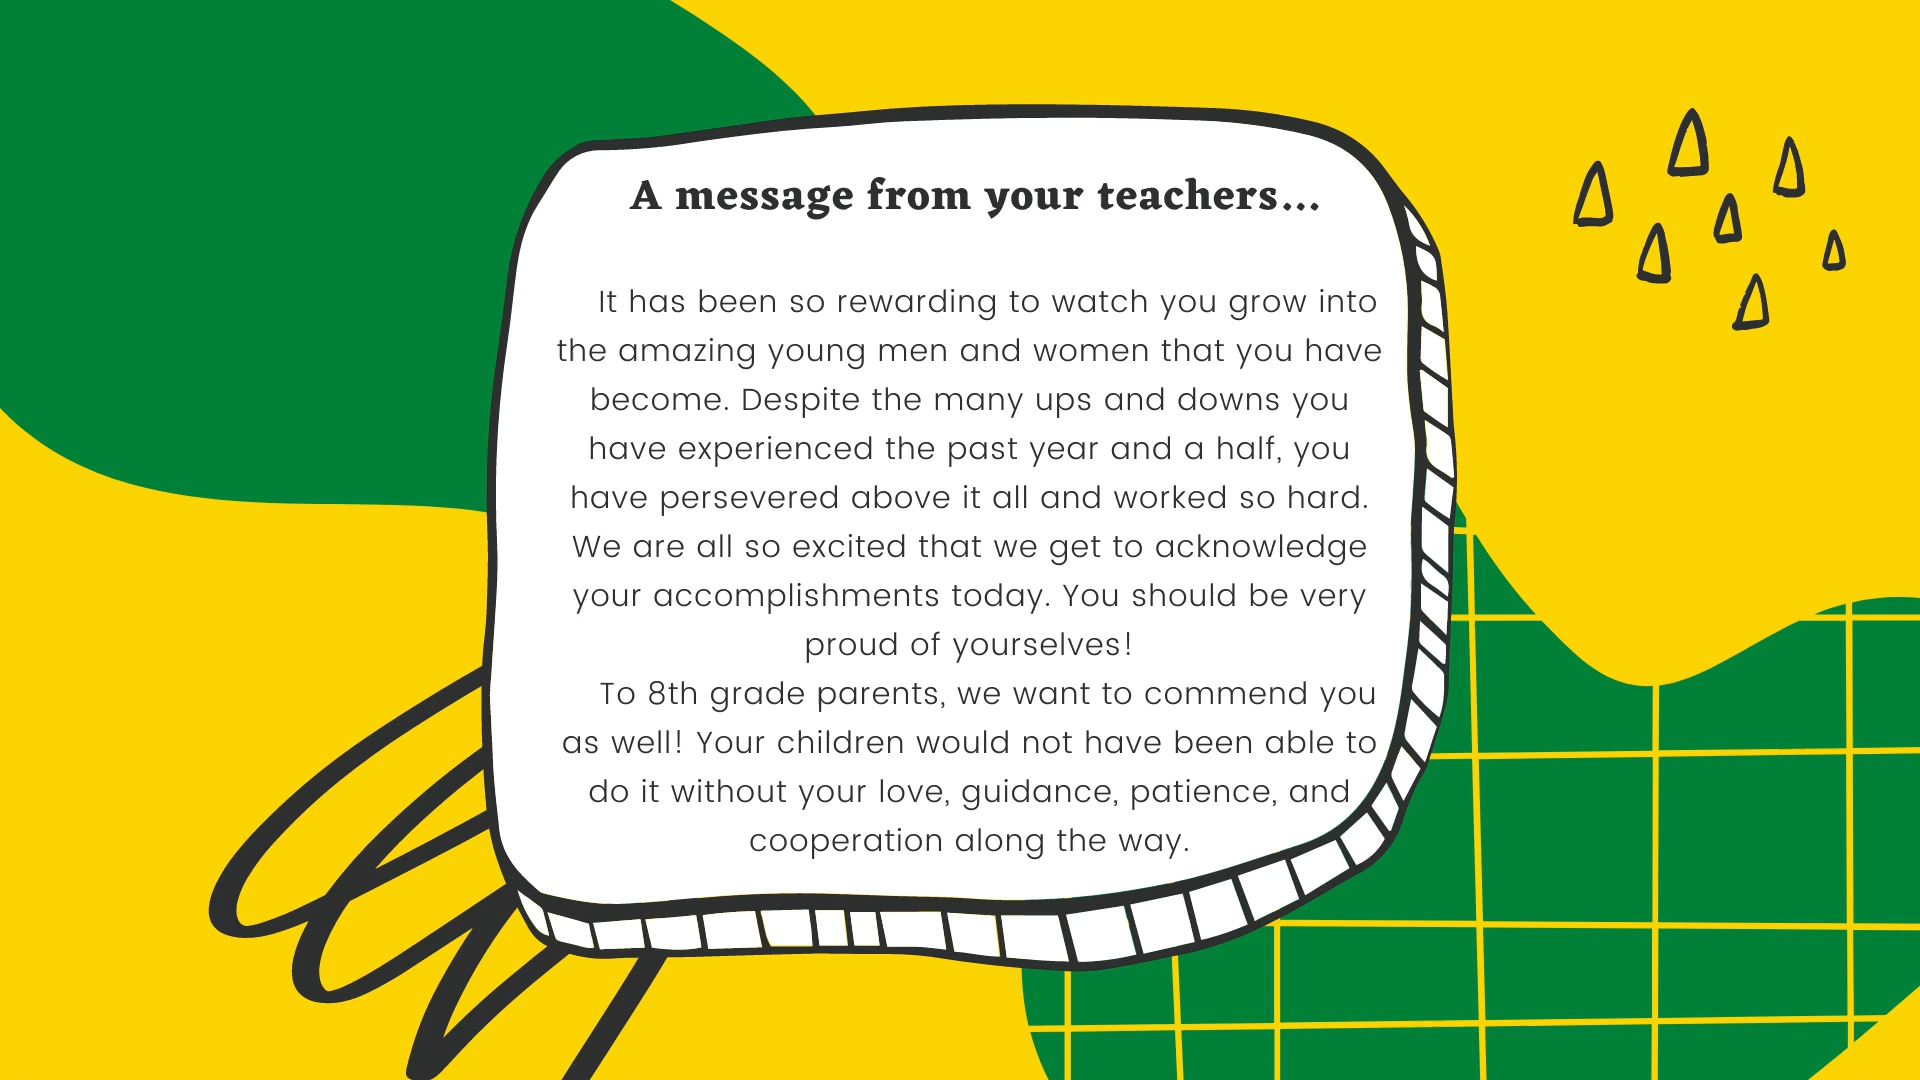 A message from your teachers...
It has been so rewarding to watch you grow into
the amazing young men and women that you have
become. Despite the many ups and downs you
have experienced the past year and a half, you
have persevered above it all and worked so hard.
We are all so excited that we get to acknowledge
your accomplishments today. You should be very
proud of yourselves!
To 8th grade parents, we want to commend you
as well! Your children would not have been able to
do it without your love, guidance, patience, and
cooperation along the way.